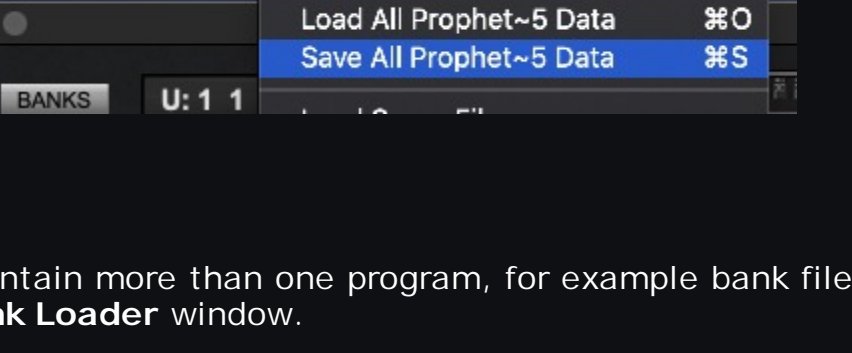 Load All Prophet~5 Data ⌘O
Save All Prophet~5 Data ⌘S
BANKS U: 1 1
ntain more than one program, for example bank file
nk Loader window.